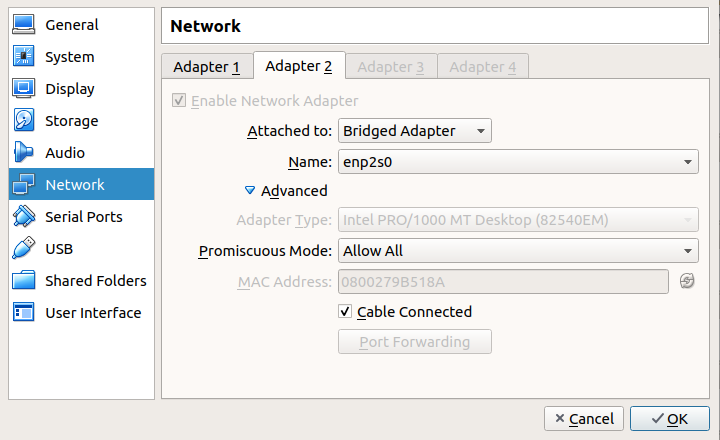 General
System
Display
Storage
Audio
Network
Serial Ports
USB
Shared Folders
User Interface
Network
Adapter 1 Adapter 2 Adapter 3 Adapter 4
Enable Network Adapter
Attached to: Bridged Adapter
Name: enp2s0
Advanced
Adapter Type: Intel PRO/1000 MT Desktop (82540EM)
Promiscuous Mode: Allow All
MAC Address: 0800279B518A
Cable Connected
Port Forwarding
Cancel OK